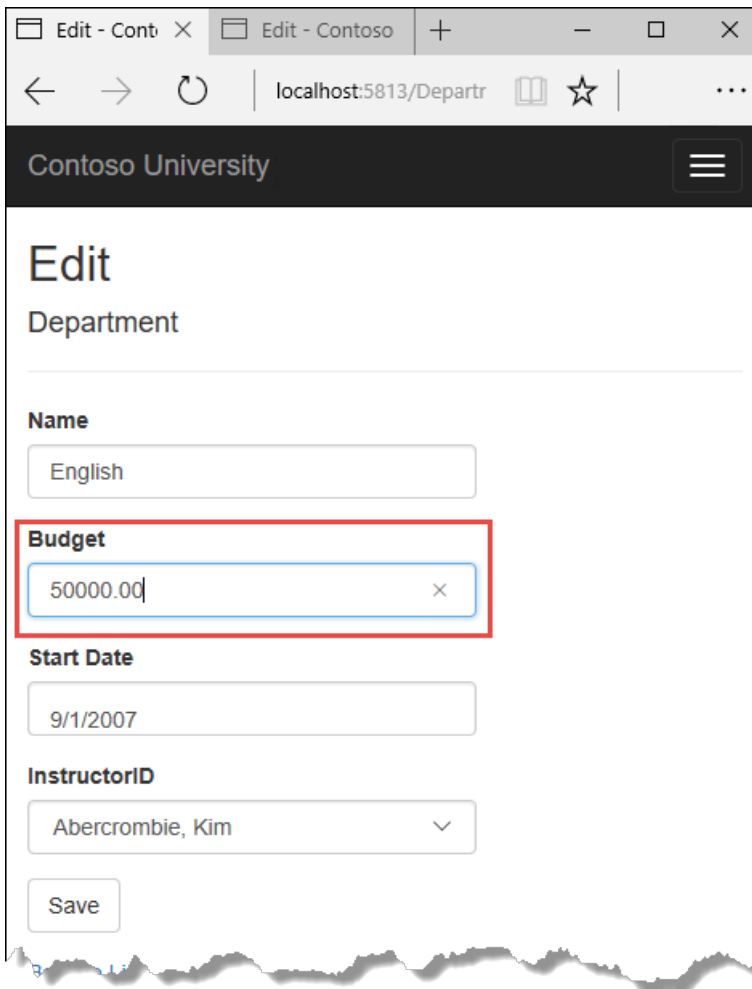 Edit - Cont
Edit - Contoso
localhost:5813/Departr
Contoso University
Edit
Department
Name
English
Budget
50000.00
Start Date
9/1/2007
InstructorID
Abercrombie, Kim
Save